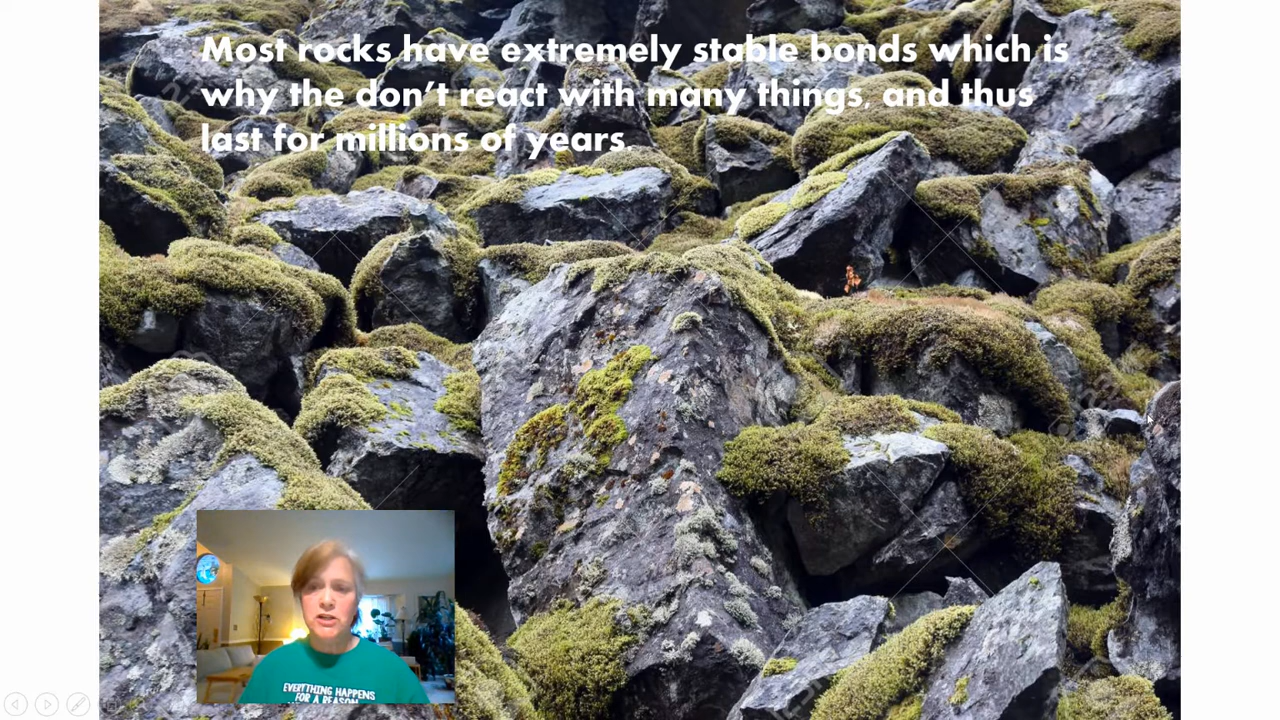 Most rocks have extremely stable bonds which is
why the don't react with many things, and thus
last for millions of years.
EVERYTHING HAPPENS
FOR A REASON